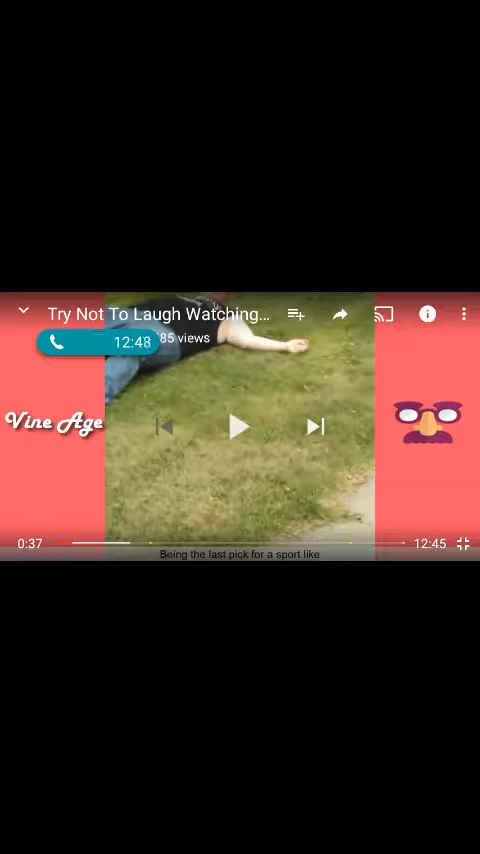 Try Not To Laugh Watching...
12:48
85 views
Vine Age
0:37
12:45
Being the last pick for a sport like